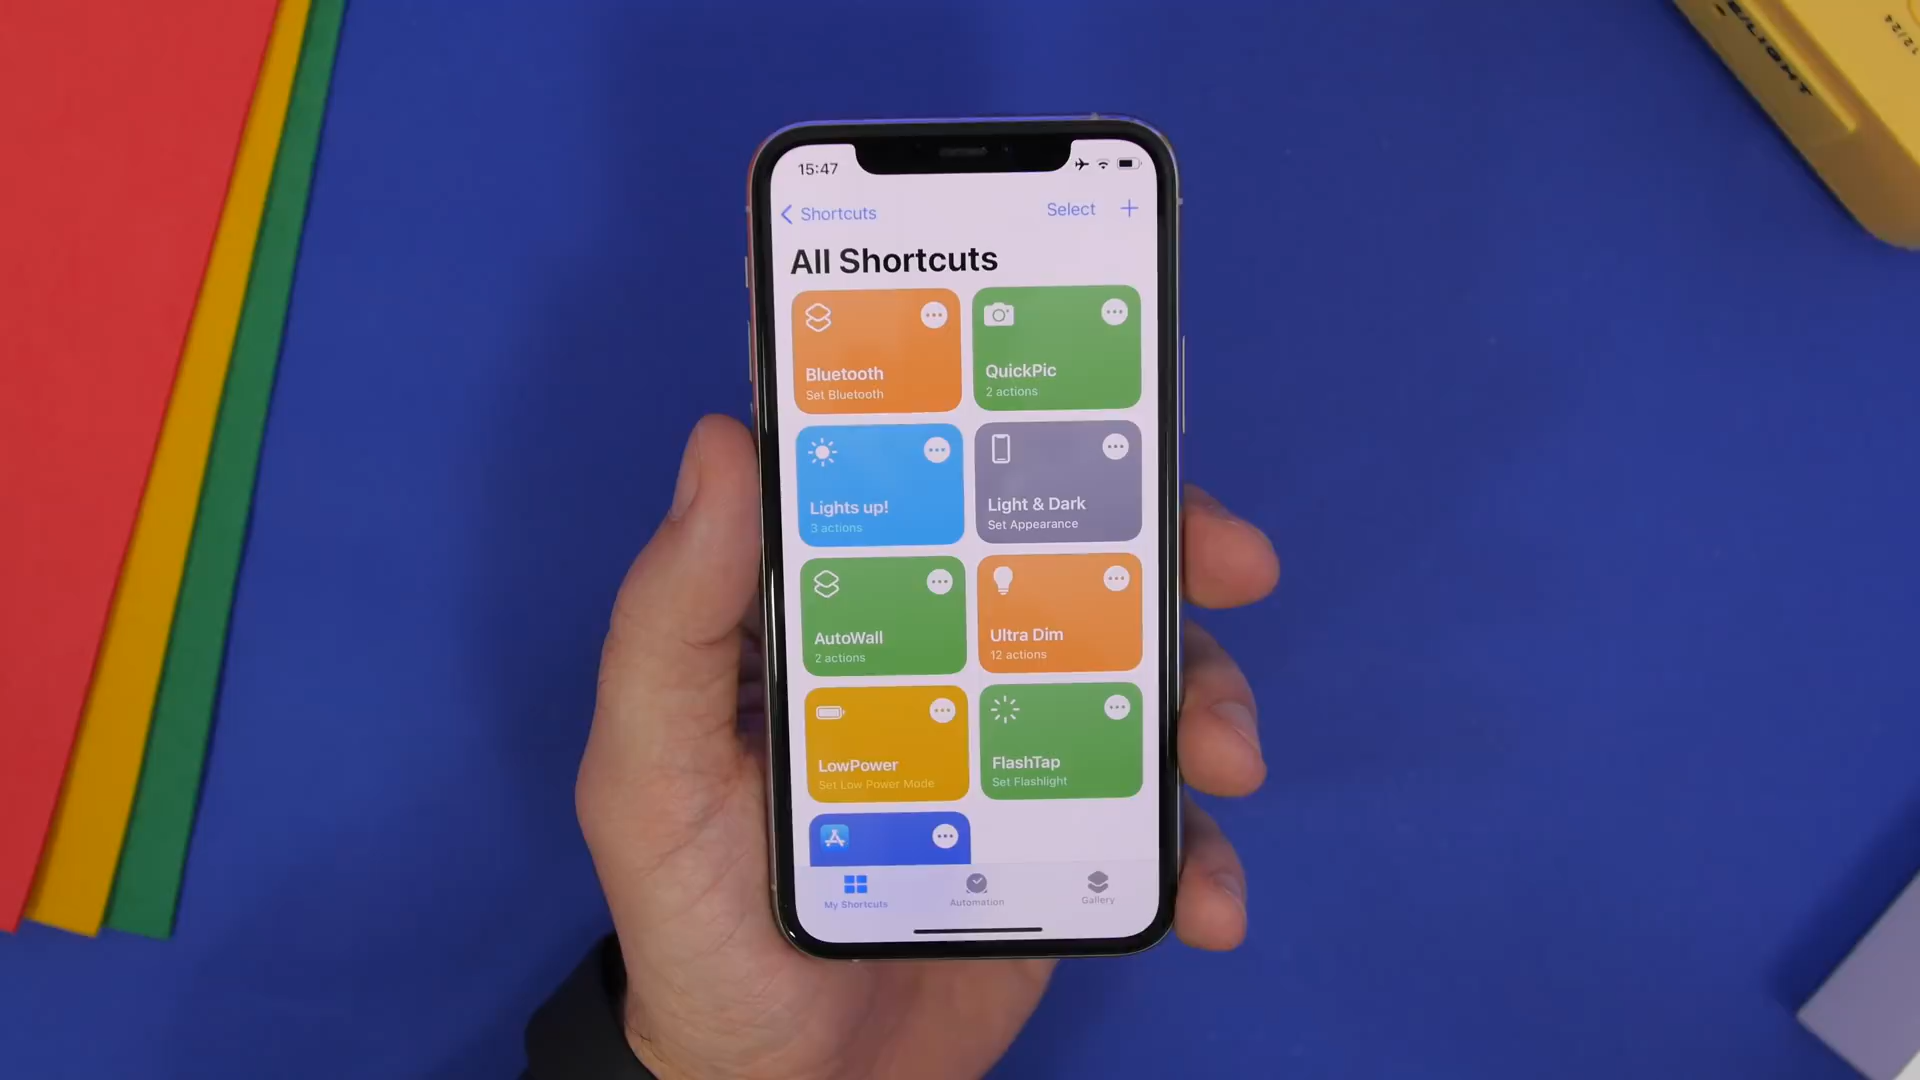 15:47
Shortcuts
Select
All Shortcuts
Bluetooth
Set Bluetooth
QuickPic
2 actions
Lights up!
3 actions
Light & Dark
Set Appearance
AutoWall
2 actions
Ultra Dim
12 actions
LowPower
Set Low Power Mode
FlashTap
Set Flashlight
My Shortcuts
Automation
Gallery
12/24